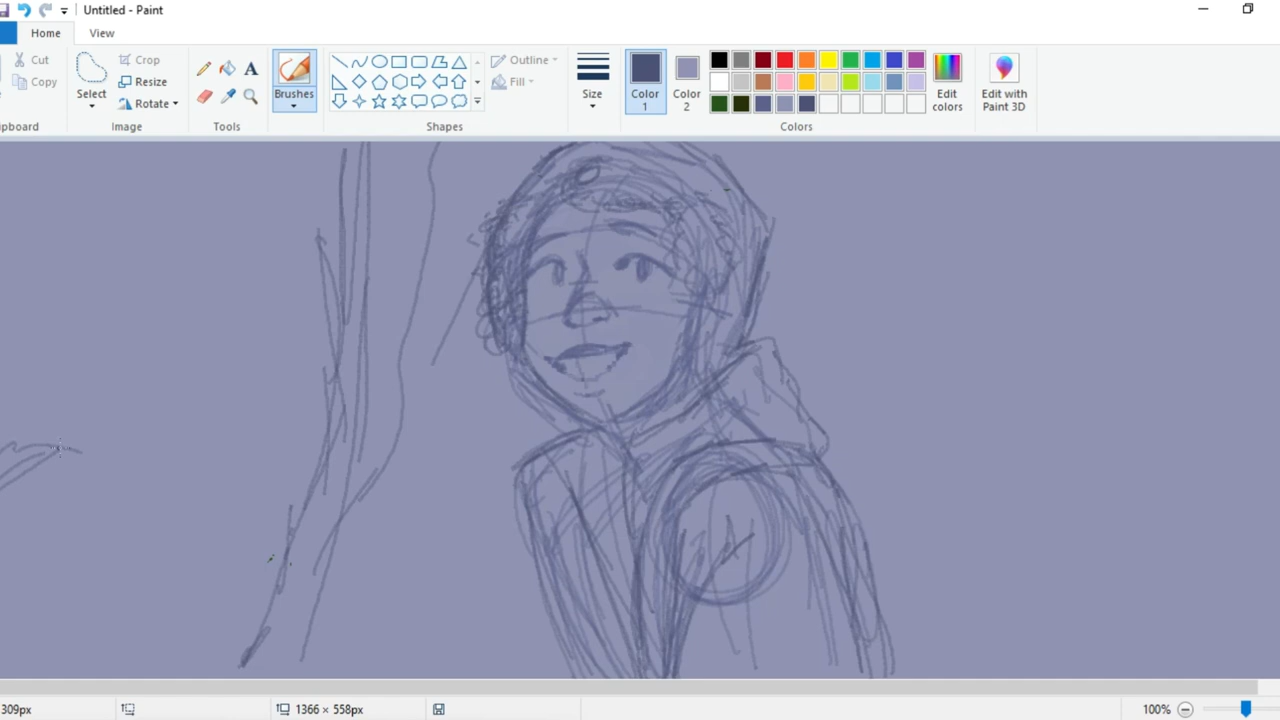 Untitled - Paint
Home View
Cut
Copy
Select
Crop
Resize
Rotate
A
Brushes
Outline
Fill
Size
Color 1
Color 2
Edit colors
Edit with Paint 3D
pboard
Image
Tools
Shapes
Colors
309px
1366 × 558px
100%